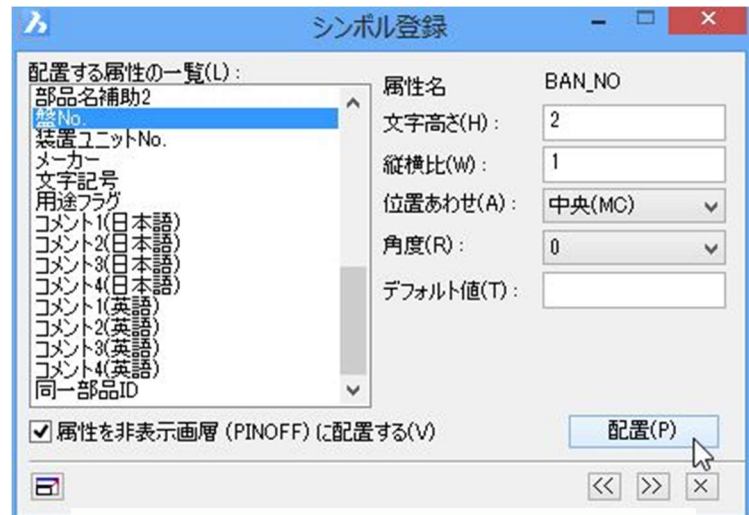 シンボル登録
配置する属性の一覧(L):
部品名補助2
盤No.
装置ユニットNo.
メーカー
文字記号
用途フラグ
コメント1(日本語)
コメント2(日本語)
コメント3(日本語)
コメント4(日本語)
コメント1(英語)
コメント2(英語)
コメント3(英語)
コメント4(英語)
同一部品ID
属性名 BAN_NO
文字高さ(H): 2
縦横比(W): 1
位置あわせ(A): 中央(MC)
角度(R): 0
デフォルト値(T):
属性を非表示画層 (PINOFF) に配置する(V)
配置(P)
<< >> ×